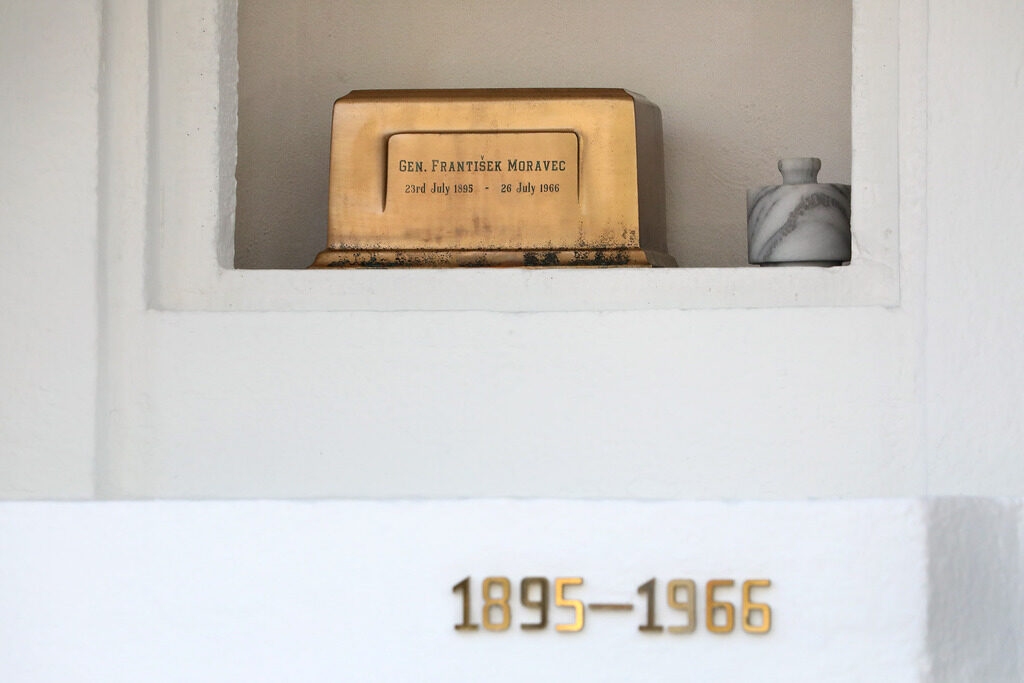 Gen. František Moravec
23rd July 1895 - 26 July 1966
1895—1966